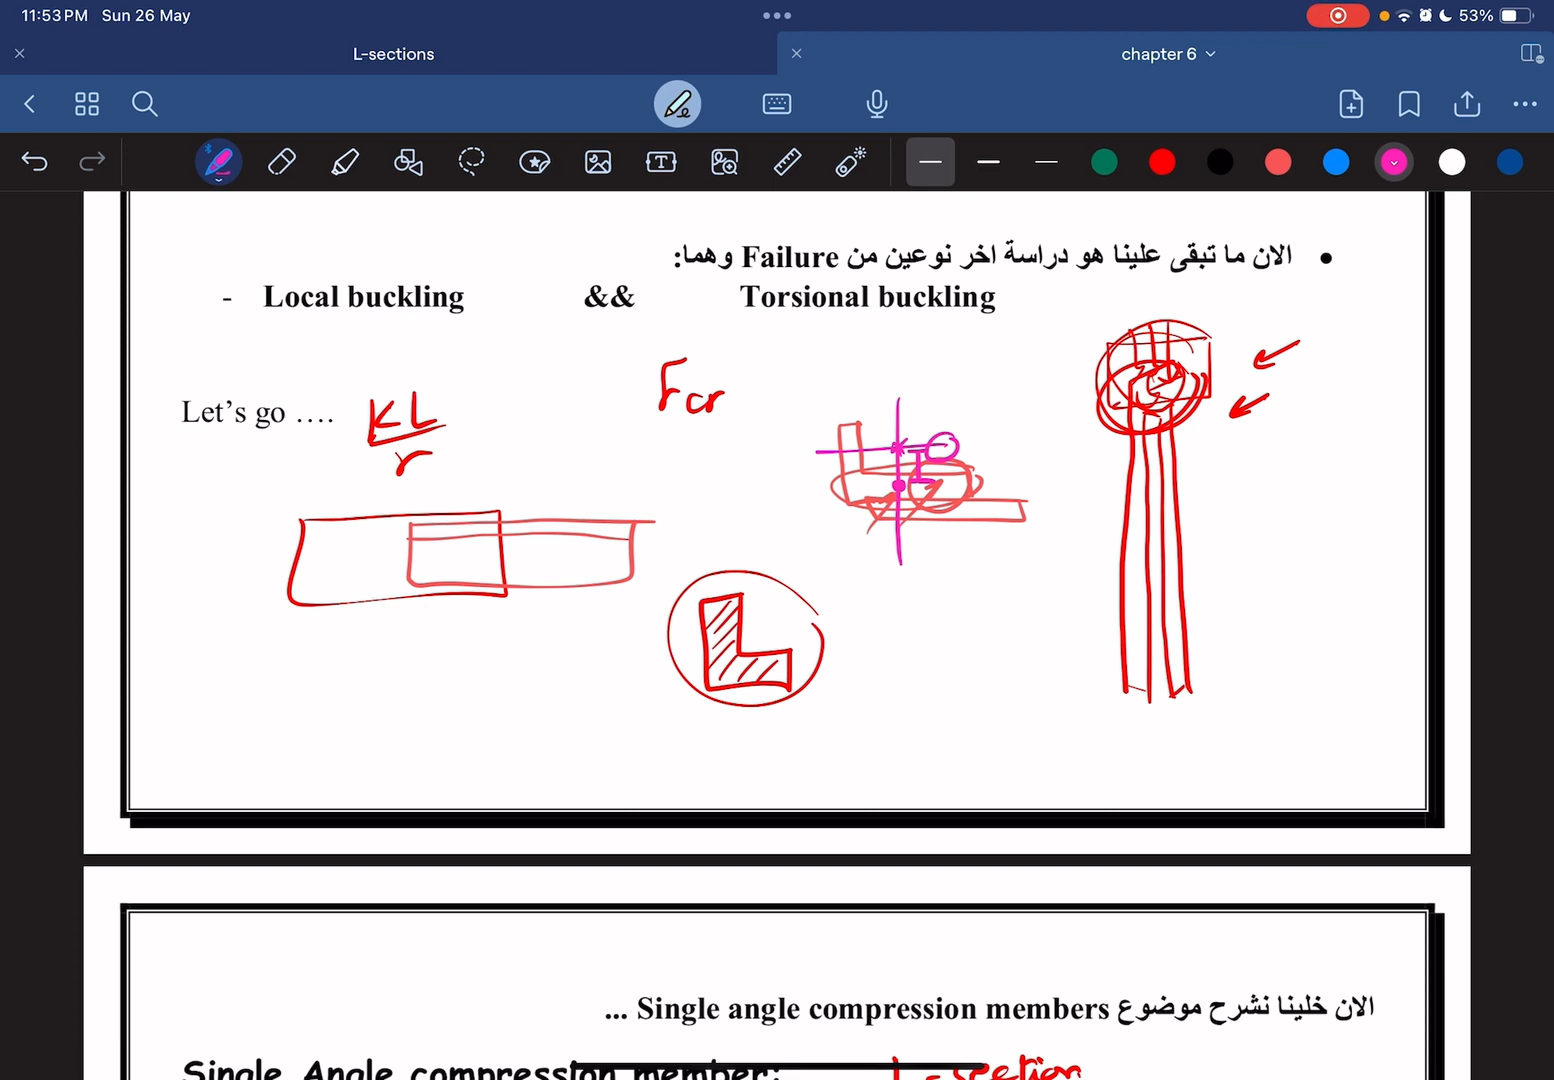 11:53 PM Sun 26 May
53%
L-sections
chapter 6
الان ما تبقى علينا هو دراسة اخر نوعين من Failure وهما:
- Local buckling && Torsional buckling
Fcr
Let's go ....
KL
r
I
الان خلينا نشرح موضوع Single angle compression members ...
Single Angle compression member:
L - section